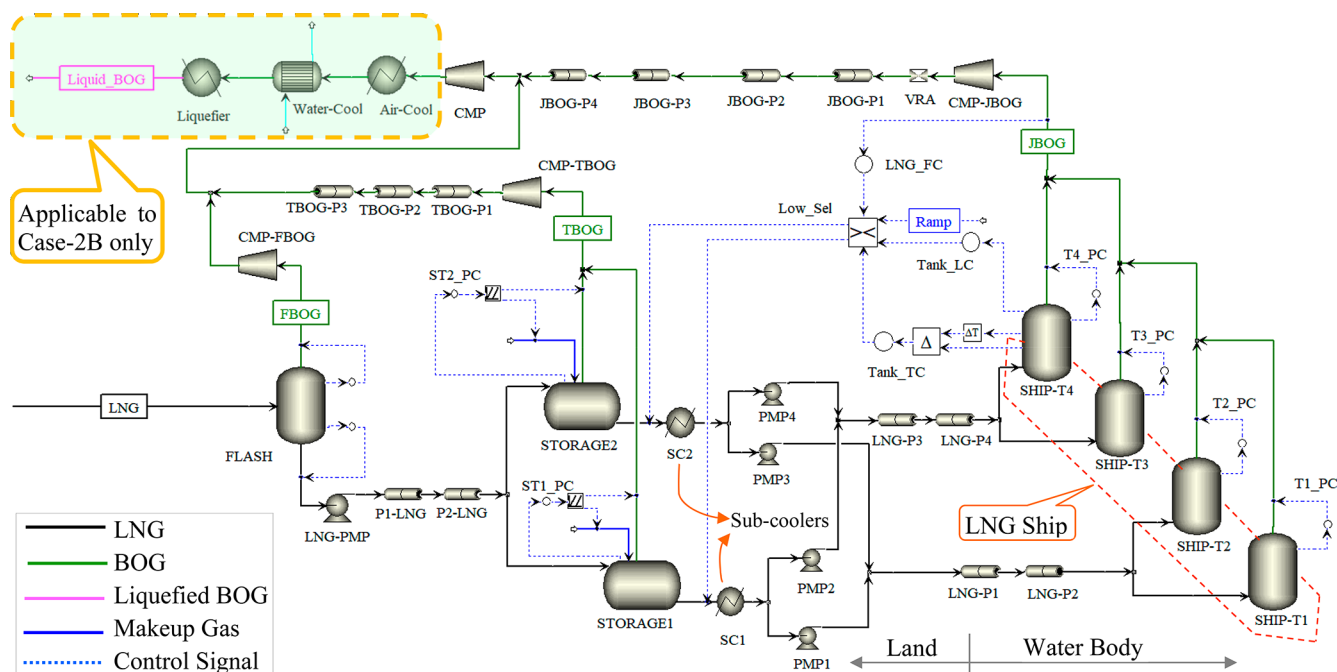 Liquid_BOG
Liquefier
Water-Cool
Air-Cool
CMP
JBOG-P4
JBOG-P3
JBOG-P2
JBOG-P1
VRA
CMP-JBOG
JBOG
Applicable to
Case-2B only
TBOG-P3
TBOG-P2
TBOG-P1
CMP-TBOG
TBOG
CMP-FBOG
FBOG
LNG_FC
Low_Sel
Ramp
Tank_LC
Tank_TC
Δ
ΔT
T4_PC
T3_PC
T2_PC
T1_PC
ST2_PC
ST1_PC
LNG
FLASH
LNG-PMP
P1-LNG
P2-LNG
STORAGE2
STORAGE1
SC2
SC1
Sub-coolers
PMP4
PMP3
PMP2
PMP1
LNG-P3
LNG-P4
LNG-P1
LNG-P2
SHIP-T4
SHIP-T3
SHIP-T2
SHIP-T1
LNG Ship
Land
Water Body
LNG
BOG
Liquefied BOG
Makeup Gas
Control Signal